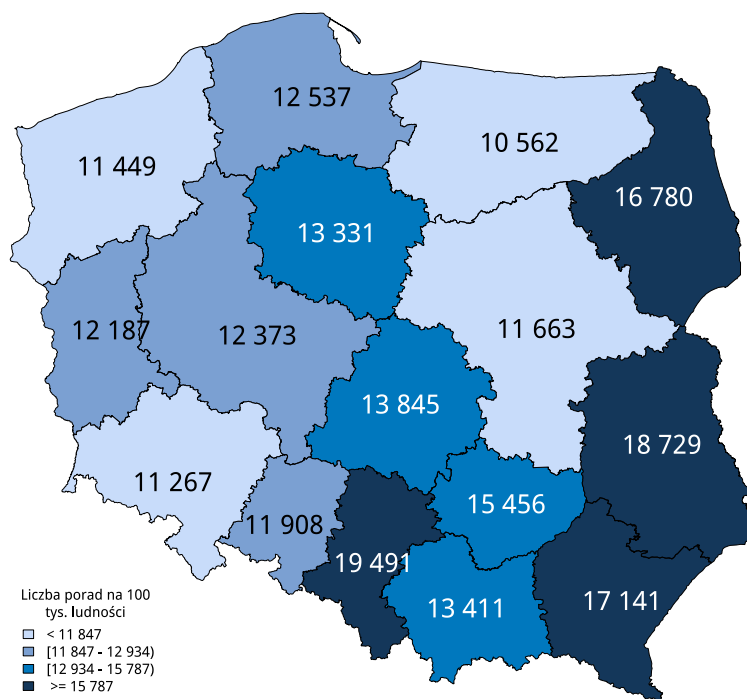 12 537
10 562
11 449
16 780
13 331
12 187
12 373
11 663
13 845
18 729
11 267
15 456
11 908
19 491
17 141
13 411
Liczba porad na 100
tys. ludności
< 11 847
[11 847 - 12 934)
[12 934 - 15 787)
>= 15 787